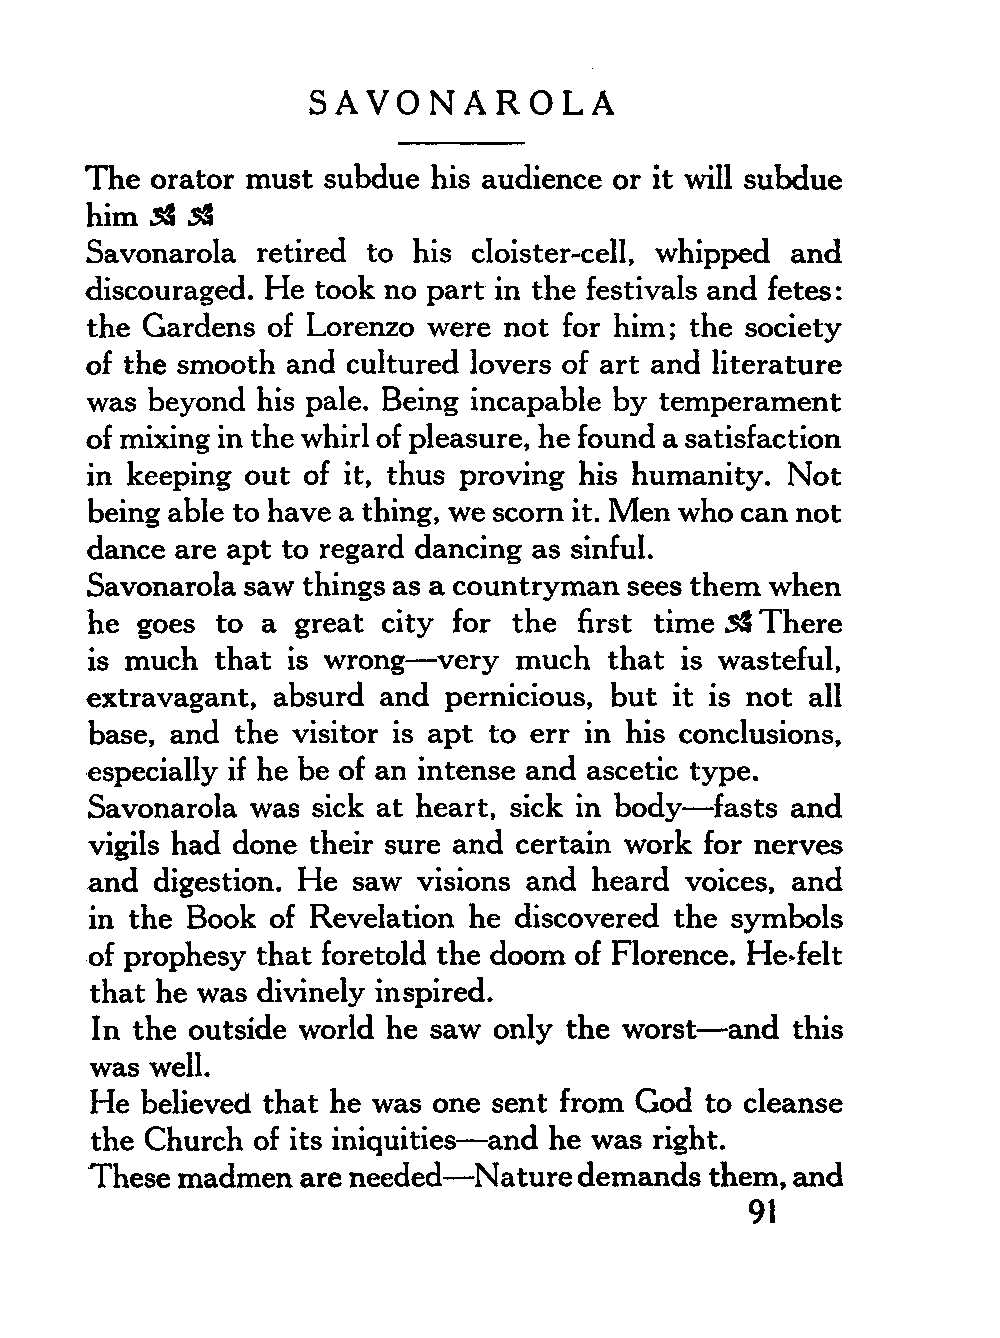 SAVONAROLA
The orator must subdue his audience or it will subdue
him
Savonarola retired to his cloister-cell, whipped and
discouraged. He took no part in the festivals and fetes:
the Gardens of Lorenzo were not for him; the society
of the smooth and cultured lovers of art and literature
was beyond his pale. Being incapable by temperament
of mixing in the whirl of pleasure, he found a satisfaction
in keeping out of it, thus proving his humanity. Not
being able to have a thing, we scorn it. Men who can not
dance are apt to regard dancing as sinful.
Savonarola saw things as a countryman sees them when
he goes to a great city for the first time There
is much that is wrong—very much that is wasteful,
extravagant, absurd and pernicious, but it is not all
base, and the visitor is apt to err in his conclusions,
especially if he be of an intense and ascetic type.
Savonarola was sick at heart, sick in body—fasts and
vigils had done their sure and certain work for nerves
and digestion. He saw visions and heard voices, and
in the Book of Revelation he discovered the symbols
of prophesy that foretold the doom of Florence. He felt
that he was divinely inspired.
In the outside world he saw only the worst—and this
was well.
He believed that he was one sent from God to cleanse
the Church of its iniquities—and he was right.
These madmen are needed—Nature demands them, and
91